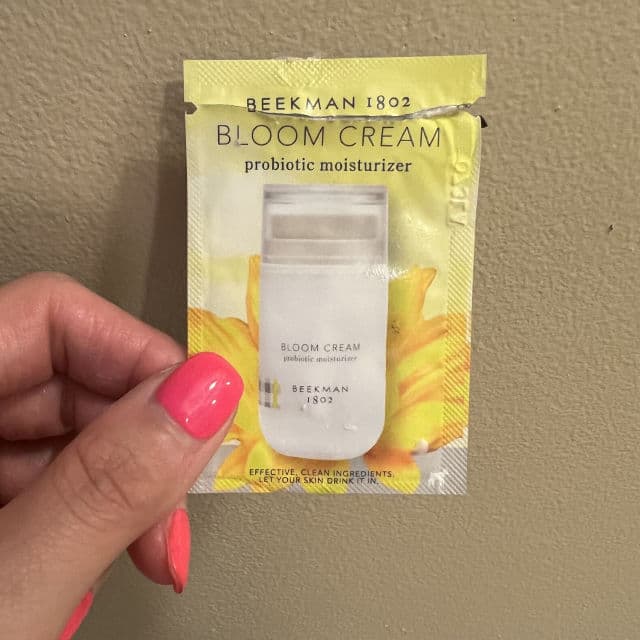 BEEKMAN 1802
BLOOM CREAM
probiotic moisturizer
BLOOM CREAM
probiotic moisturizer
BEEKMAN
1802
EFFECTIVE, CLEAN INGREDIENTS.
LET YOUR SKIN DRINK IT IN.